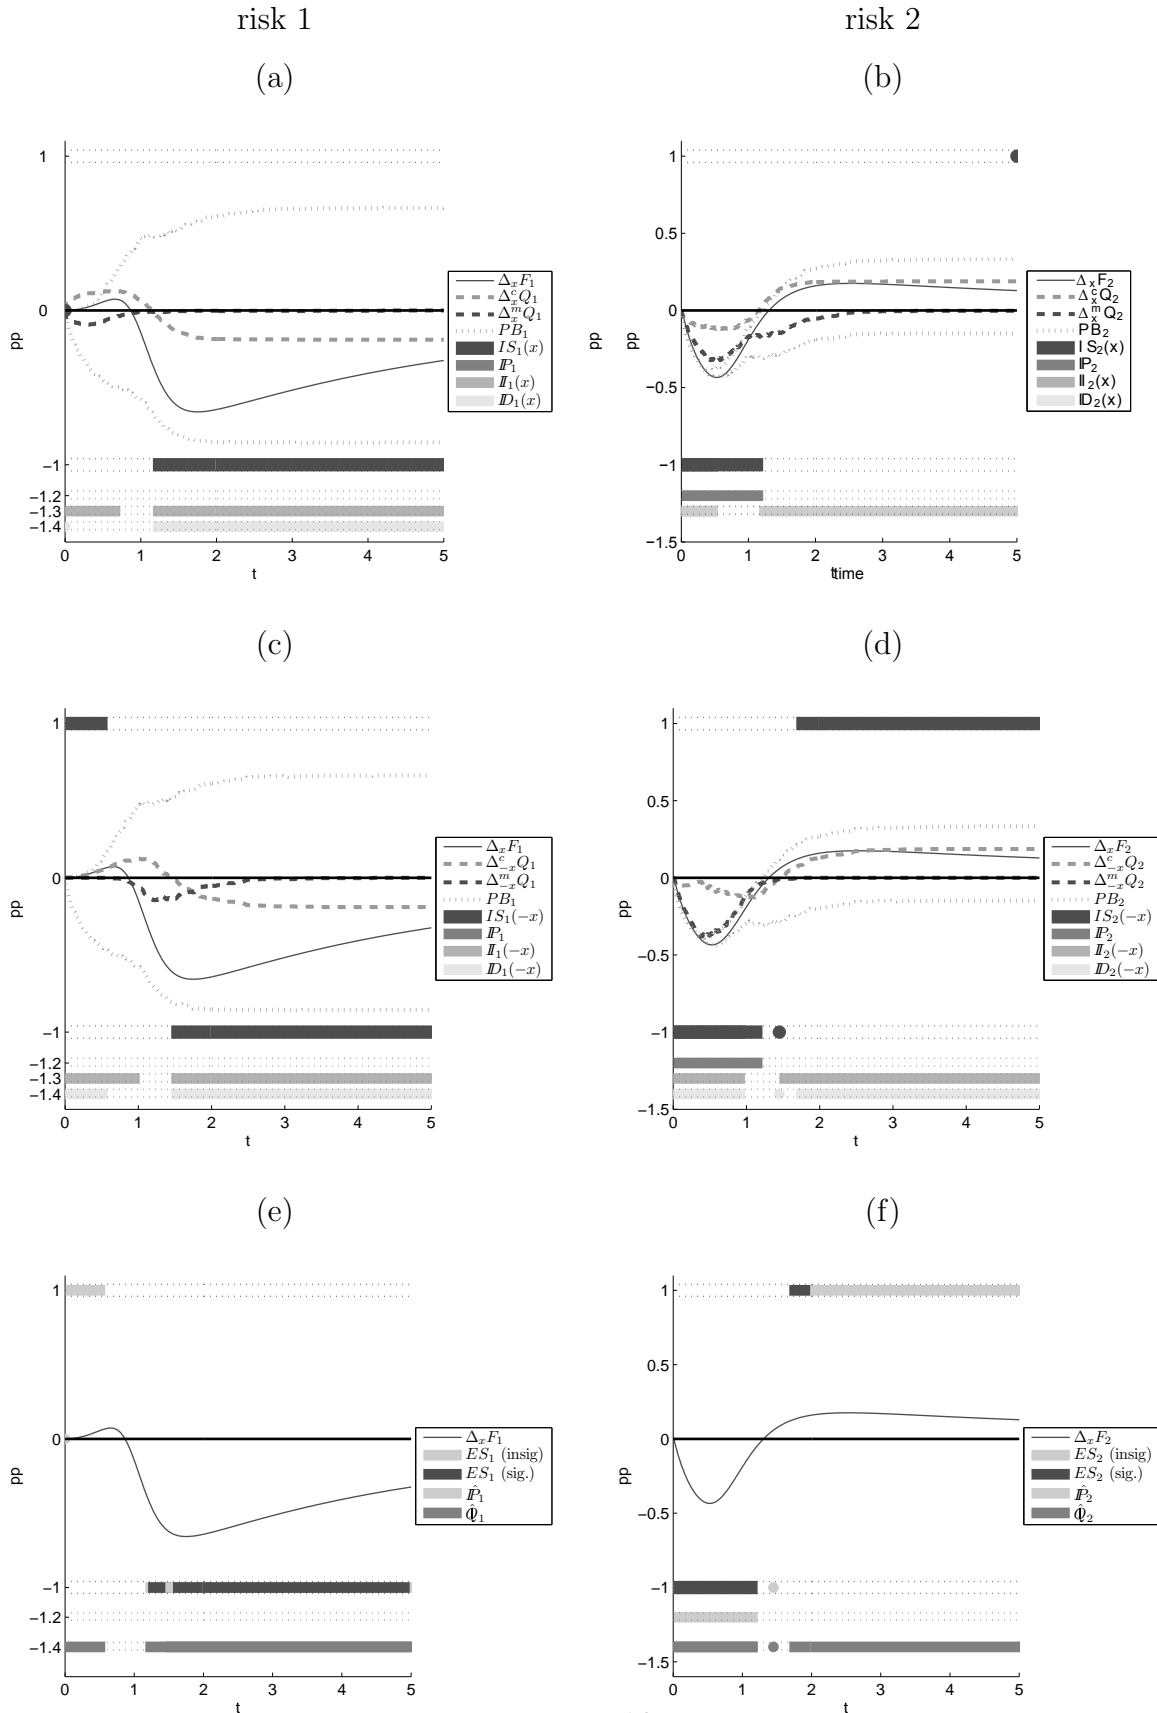 risk 1
risk 2
(a)
(b)
1
0
−1
−1.2
−1.3
−1.4
pp
0 1 2 3 4 5
t
Δ_xF_1
Δ^c_xQ_1
Δ^m_xQ_1
PB_1
IS_1(x)
IP_1
II_1(x)
ID_1(x)
1
0.5
0
−0.5
−1
−1.5
pp
pp
0 1 2 3 4 5
ttime
Δ_xF_2
Δ^c_xQ_2
Δ^m_xQ_2
PB_2
IS_2(x)
IP_2
II_2(x)
ID_2(x)
(c)
(d)
1
0
−1
−1.2
−1.3
−1.4
pp
0 1 2 3 4 5
t
Δ_xF_1
Δ^c_{−x}Q_1
Δ^m_{−x}Q_1
PB_1
IS_1(−x)
IP_1
II_1(−x)
ID_1(−x)
1
0.5
0
−0.5
−1
−1.5
pp
0 1 2 3 4 5
t
Δ_xF_2
Δ^c_{−x}Q_2
Δ^m_{−x}Q_2
PB_2
IS_2(−x)
IP_2
II_2(−x)
ID_2(−x)
(e)
(f)
1
0
−1
−1.2
−1.4
pp
0 1 2 3 4 5
t
Δ_xF_1
ES_1 (insig)
ES_1 (sig.)
IP̂_1
1
0.5
0
−0.5
−1
−1.5
pp
0 1 2 3 4 5
t
Δ_xF_2
ES_2 (insig)
ES_2 (sig.)
IP̂_2